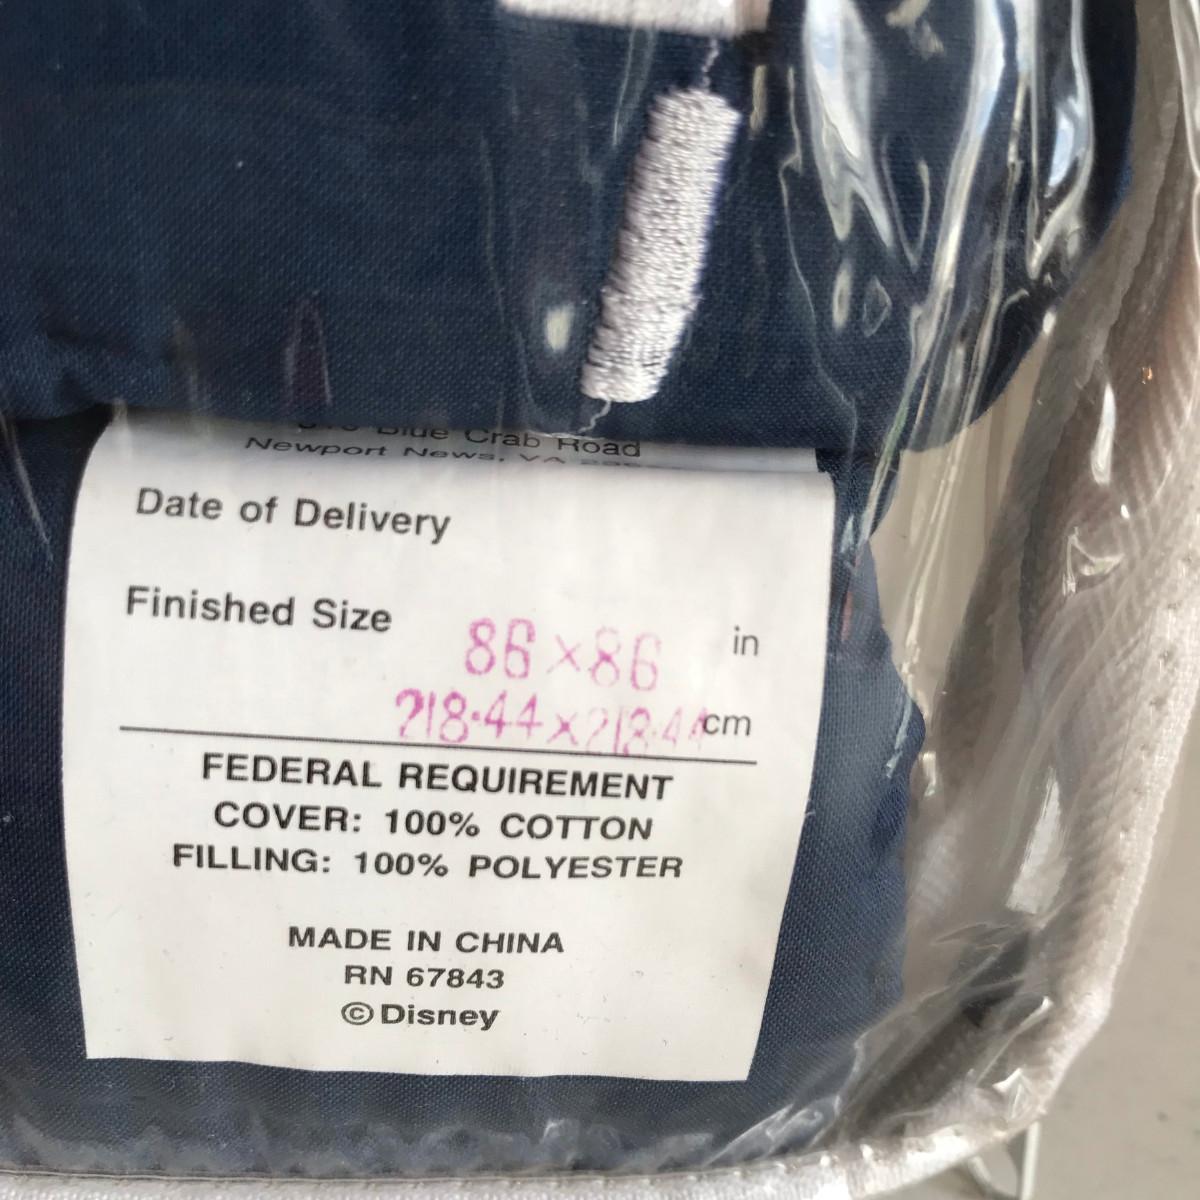 Blue Crab Road
Newport News, VA
Date of Delivery
Finished Size
86 × 86 in
218.44 × 218.44 cm
FEDERAL REQUIREMENT
COVER: 100% COTTON
FILLING: 100% POLYESTER
MADE IN CHINA
RN 67843
© Disney